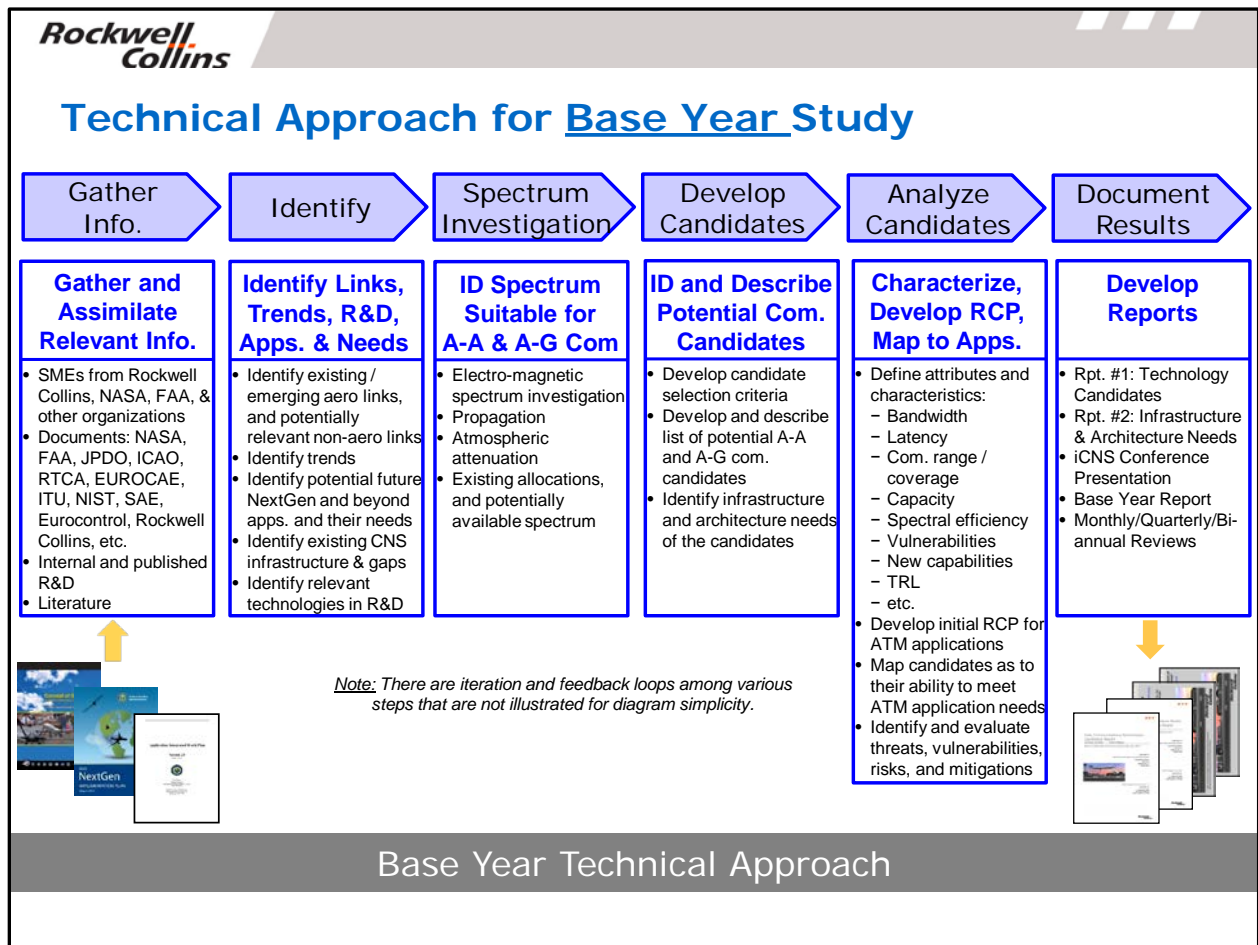 Rockwell
Collins
Technical Approach for Base Year Study
Gather
Info.
Identify
Spectrum
Investigation
Develop
Candidates
Analyze
Candidates
Document
Results
Gather and
Assimilate
Relevant Info.
• SMEs from Rockwell
Collins, NASA, FAA, &
other organizations
• Documents: NASA,
FAA, JPDO, ICAO,
RTCA, EUROCAE,
ITU, NIST, SAE,
Eurocontrol, Rockwell
Collins, etc.
• Internal and published
R&D
• Literature
Identify Links,
Trends, R&D,
Apps. & Needs
• Identify existing /
emerging aero links,
and potentially
relevant non-aero links
• Identify trends
• Identify potential future
NextGen and beyond
apps. and their needs
• Identify existing CNS
infrastructure & gaps
• Identify relevant
technologies in R&D
ID Spectrum
Suitable for
A-A & A-G Com
• Electro-magnetic
spectrum investigation
• Propagation
• Atmospheric
attenuation
• Existing allocations,
and potentially
available spectrum
ID and Describe
Potential Com.
Candidates
• Develop candidate
selection criteria
• Develop and describe
list of potential A-A
and A-G com.
candidates
• Identify infrastructure
and architecture needs
of the candidates
Characterize,
Develop RCP,
Map to Apps.
• Define attributes and
characteristics:
− Bandwidth
− Latency
− Com. range /
coverage
− Capacity
− Spectral efficiency
− Vulnerabilities
− New capabilities
− TRL
− etc.
• Develop initial RCP for
ATM applications
• Map candidates as to
their ability to meet
ATM application needs
• Identify and evaluate
threats, vulnerabilities,
risks, and mitigations
Develop
Reports
• Rpt. #1: Technology
Candidates
• Rpt. #2: Infrastructure
& Architecture Needs
• iCNS Conference
Presentation
• Base Year Report
• Monthly/Quarterly/Bi-
annual Reviews
NextGen
Note: There are iteration and feedback loops among various
steps that are not illustrated for diagram simplicity.
Base Year Technical Approach